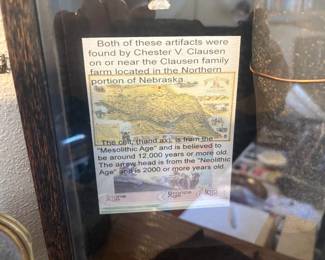 Both of these artifacts were
found by Chester V. Clausen
on or near the Clausen family
farm located in the Northern
portion of Nebraska
The celt, (hand ax), is from the
"Mesolithic Age" and is believed to
be around 12,000 years or more old.
The arrow head is from the "Neolithic
Age" and is 2000 or more years old.